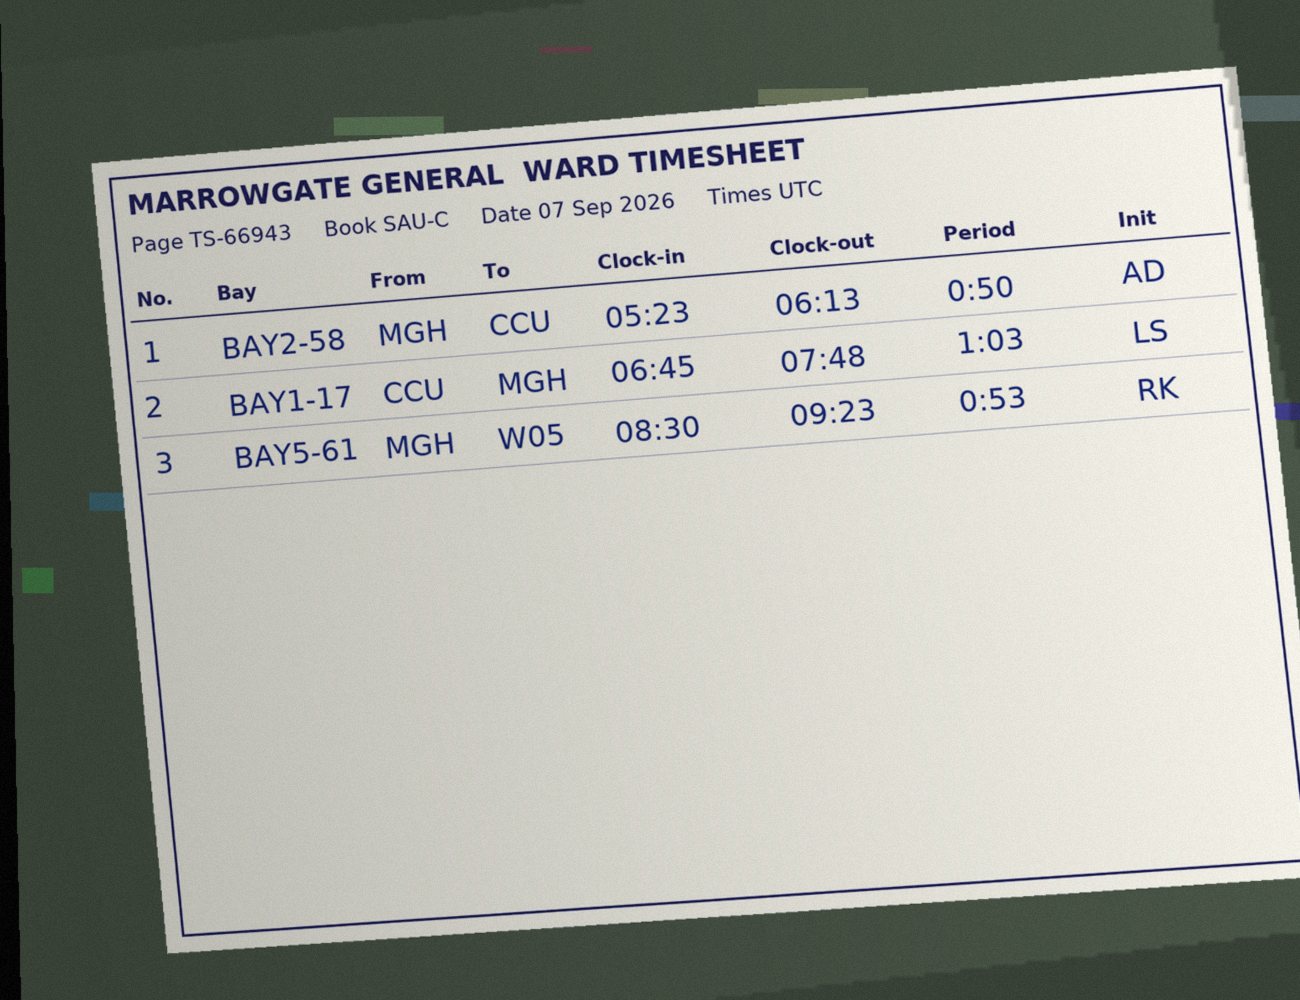 MARROWGATE GENERAL WARD TIMESHEET
Page TS-66943 Book SAU-C Date 07 Sep 2026 Times UTC
No. Bay From To Clock-in Clock-out Period Init
1 BAY2-58 MGH CCU 05:23 06:13 0:50 AD
2 BAY1-17 CCU MGH 06:45 07:48 1:03 LS
3 BAY5-61 MGH W05 08:30 09:23 0:53 RK